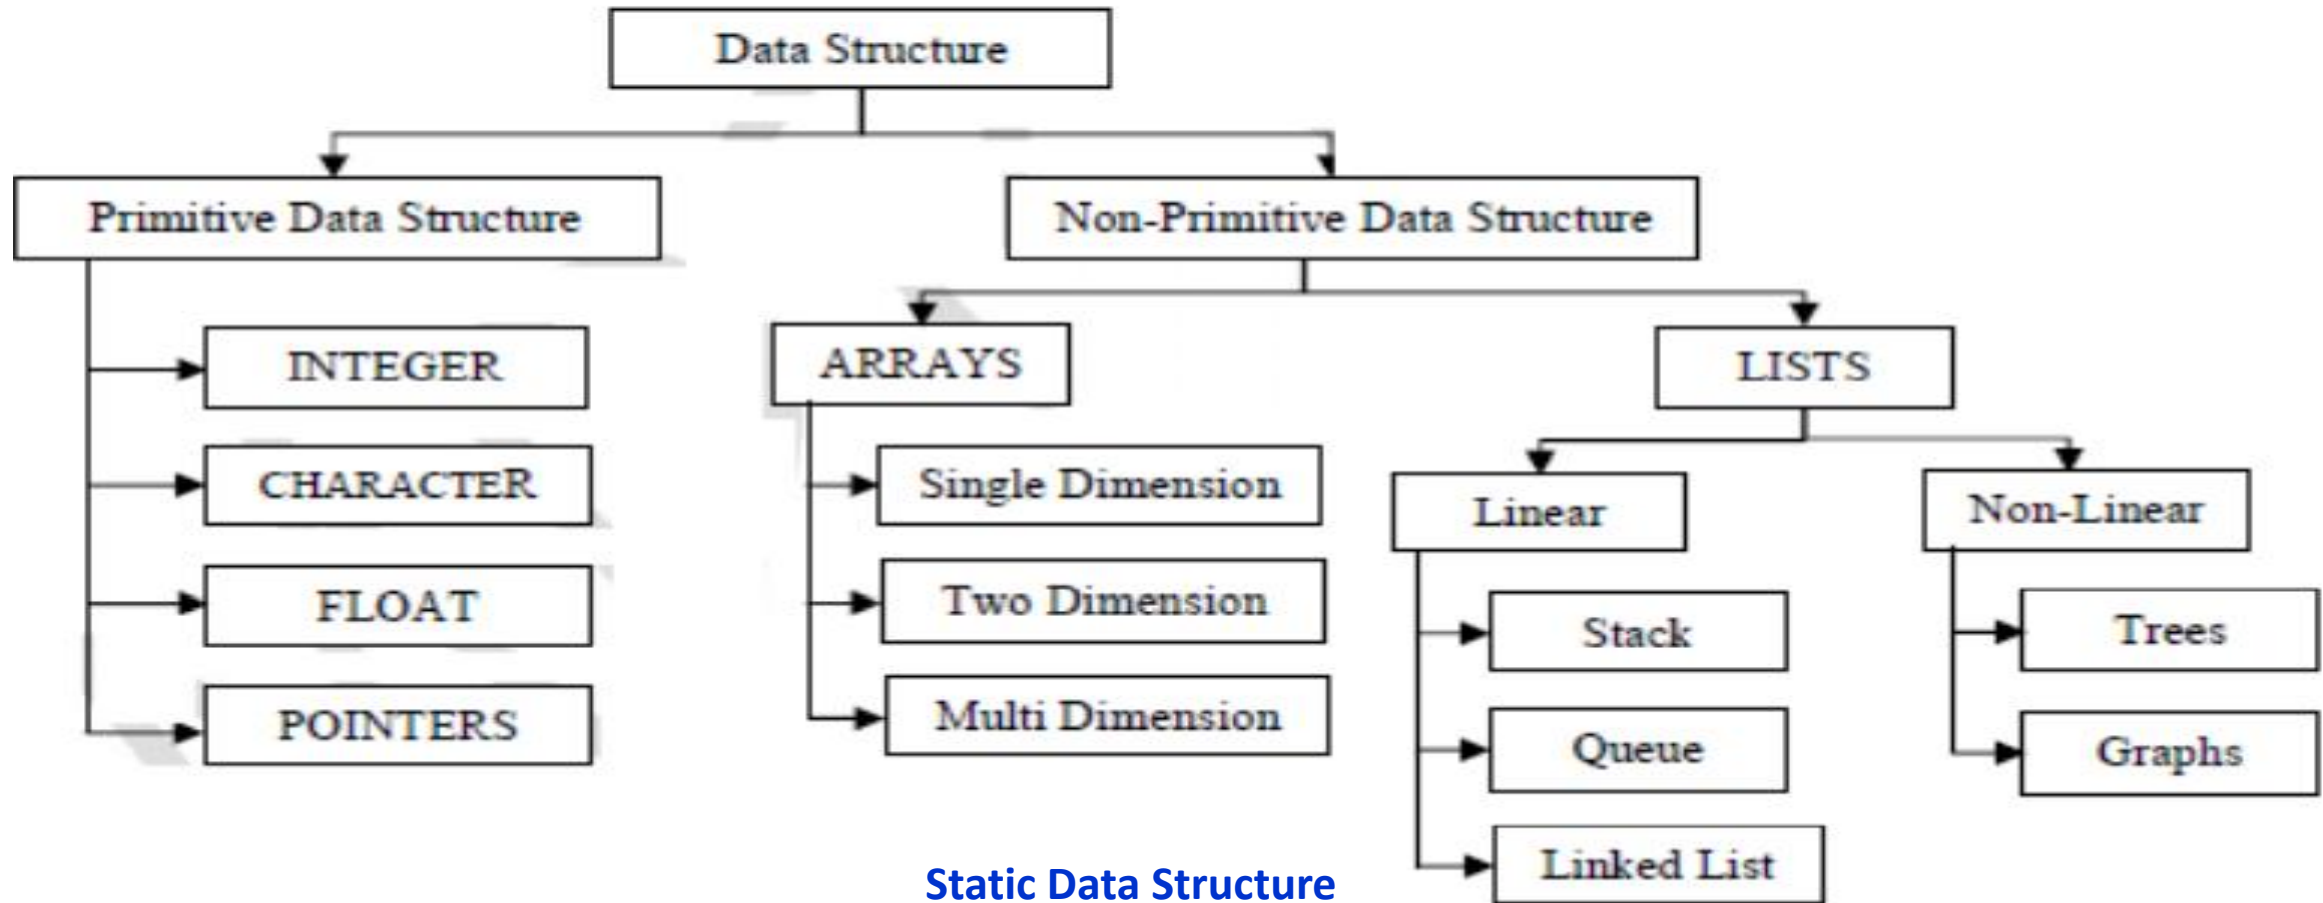 Data Structure
Primitive Data Structure
Non-Primitive Data Structure
INTEGER
CHARACTER
FLOAT
POINTERS
ARRAYS
Single Dimension
Two Dimension
Multi Dimension
LISTS
Linear
Stack
Queue
Linked List
Non-Linear
Trees
Graphs
Static Data Structure